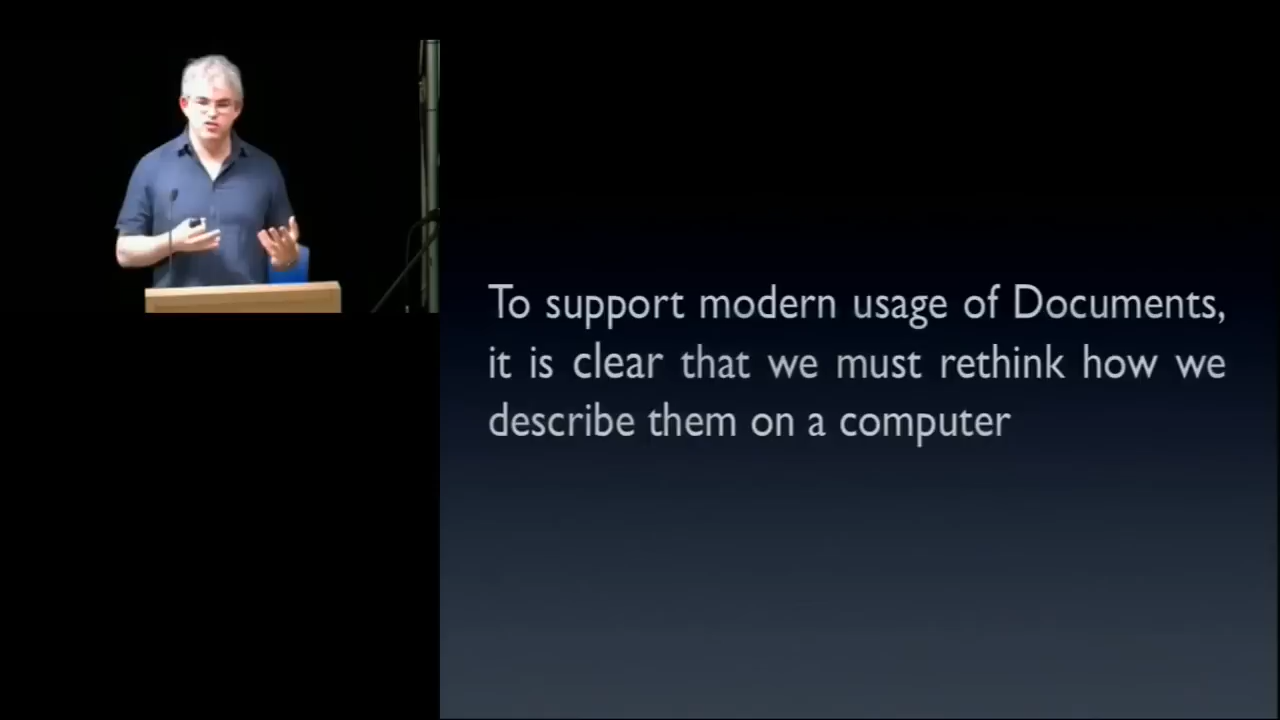 To support modern usage of Documents,
it is clear that we must rethink how we
describe them on a computer